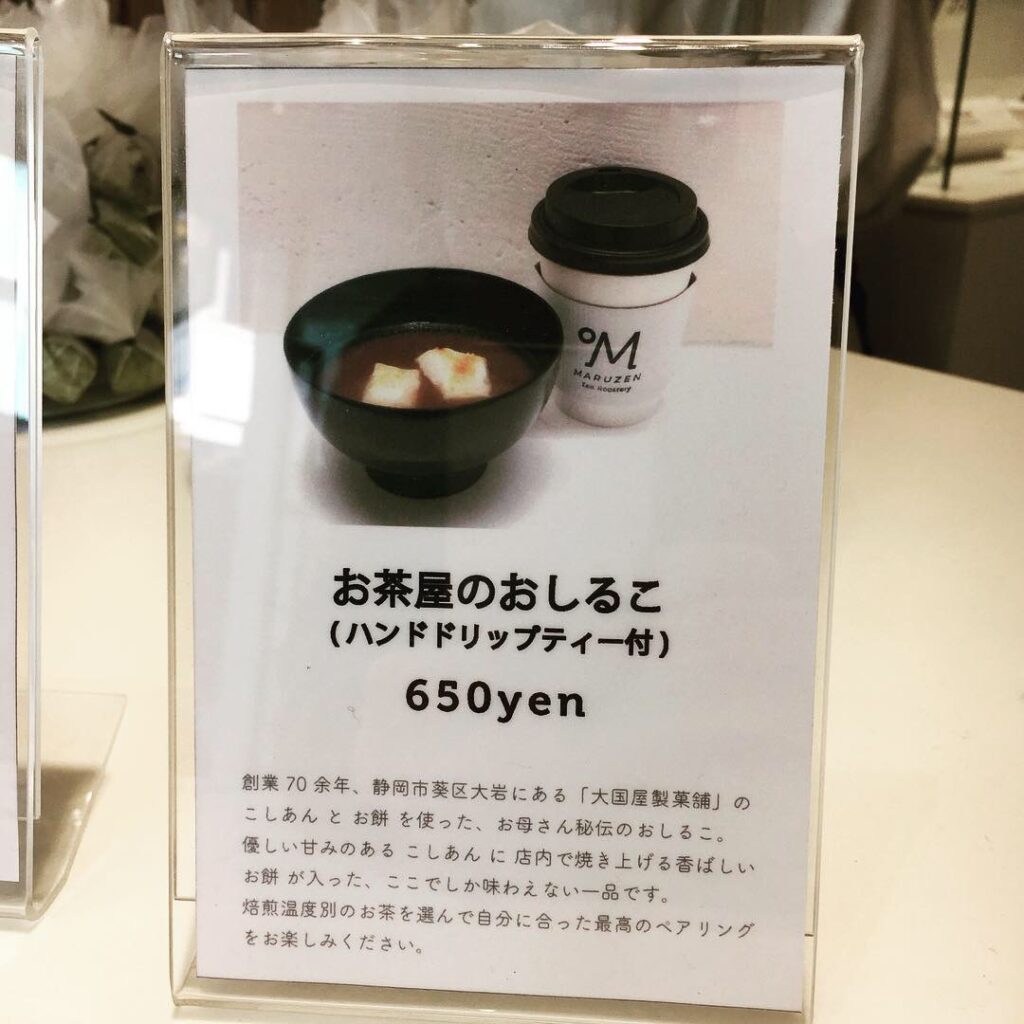 °M
MARUZEN
Tea Roastery
お茶屋のおしるこ
(ハンドドリップティー付)
650yen
創業 70 余年、静岡市葵区大岩にある「大国屋製菓舗」の
こしあん と お餅 を使った、お母さん秘伝のおしるこ。
優しい甘みのある こしあん に 店内で焼き上げる香ばしい
お餅 が入った、ここでしか味わえない一品です。
焙煎温度別のお茶を選んで自分に合った最高のペアリング
をお楽しみください。